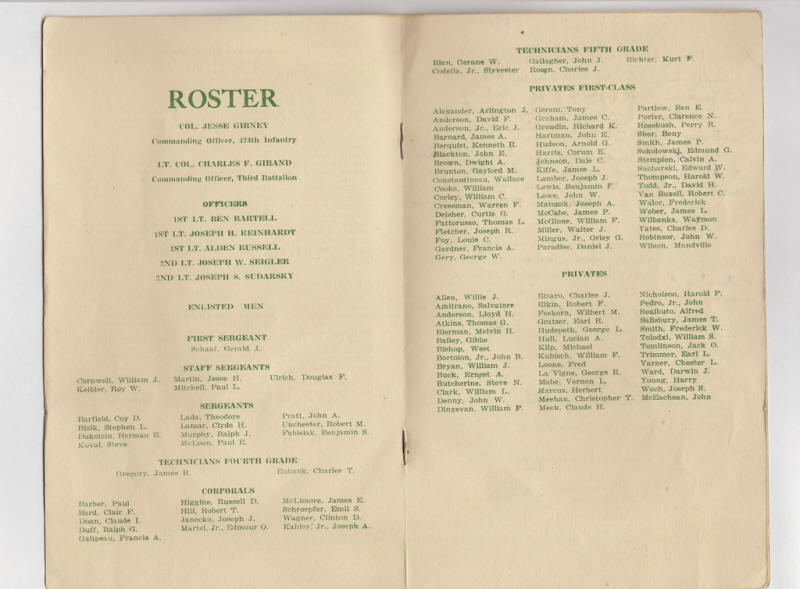 ROSTER
COL. JESSE GIBNEY
Commanding Officer, 424th Infantry
LT. COL. CHARLES F. GIRAND
Commanding Officer, Third Battalion
OFFICERS
1ST LT. BEN BARTELL
1ST LT. JOSEPH H. REINHARDT
1ST LT. ALDEN RUSSELL
2ND LT. JOSEPH W. SEIGLER
2ND LT. JOSEPH S. SUDARSKY
ENLISTED MEN
FIRST SERGEANT
Schaaf, Gerald J.
STAFF SERGEANTS
Cornwell, William J. Martin, Jesse H. Ulrich, Douglas F.
Keibler, Roy W. Mitchell, Paul L.
SERGEANTS
Barfield, Coy D. Lada, Theodore Pratt, John A.
Bizik, Stephen L. Lamar, Clyde H. Unchester, Robert M.
Dukstein, Herman E. Murphy, Ralph J. Fabisiak, Benjamin S.
Koval, Steve McLean, Paul E.
TECHNICIANS FOURTH GRADE
Gregory, James R. Eubank, Charles T.
CORPORALS
Barber, Paul Higgins, Russell D. McLimore, James E.
Bard, Clair F. Hill, Robert T. Schroepfer, Emil S.
Doan, Claude I. Janecko, Joseph J. Wagner, Clinton D.
Duff, Ralph G. Martel, Jr., Edmour O. Kahley, Jr., Joseph A.
Galipeau, Francis A.
TECHNICIANS FIFTH GRADE
Bian, Gerane W. Gallagher, John J. Richter, Kurt F.
Codella, Jr., Slyvester Rosgn, Charles J.
PRIVATES FIRST-CLASS
Alexander, Arlington J. Geram, Tony Partlow, Ben E.
Anderson, David F. Graham, James C. Porter, Clarence N.
Anderson, Jr., Eric J. Grondin, Richard K. Rosebush, Perry R.
Barnard, James A. Hartman, John E. Sher, Beny
Berquist, Kenneth R. Hudson, Arnold G. Smith, James P.
Blackton, John E. Harris, Corum E. Sokolowski, Edmund G.
Brown, Dwight A. Johnson, Dale C. Stempien, Calvin A.
Brunton, Gaylord M. Kiffe, James L. Sucharski, Edward W.
Constantineau, Wallace Lamber, Joseph J. Thompson, Harold W.
Cooke, William Lewis, Benjamin F. Todd, Jr., David H.
Corley, William C. Lowe, John W. Van Boxell, Robert C.
Creesman, Warren F. Matozak, Joseph A. Walor, Frederick
Deisher, Curtis G. McCabe, James P. Weber, James L.
Fattorusso, Thomas L. McGlone, William F. Wilbanks, Waymon
Fletcher, Joseph R. Miller, Walter J. Yates, Charles D.
Foy, Louis C. Mingus, Jr., Orley G. Robinson, John W.
Gardner, Francis A. Paradise, Daniel J. Wilson, Mandville
Gery, George W.
PRIVATES
Allen, Willie J. Ettaro, Charles J. Nicholson, Harold F.
Amitrano, Salvatore Elkin, Robert F. Pedro, Jr., John
Anderson, Lloyd H. Feskorn, Wilbert M. Realbuto, Alfred
Atkins, Thomas G. Gratzer, Earl R. Salisbury, James T.
Bierman, Melvin H. Hudspeth, George L. Smith, Frederick W.
Bailey, Gibbs Hull, Lucian A. Tolodxi, William S.
Bishop, West Kilp, Michael Tomlinson, Jack O.
Bortolon, Jr., John B. Kubisch, William F. Trimmer, Earl L.
Bryan, William J. Leone, Fred Varner, Chester L.
Buck, Ernest A. La Vigne, George R. Ward, Darwin J.
Butcherine, Steve N. Mabe, Vernon L. Young, Harry
Clark, William L. Marcus, Herbert Woch, Joseph S.
Denny, John W. Meehan, Christopher T. McEachean, John
Dingevan, William F. Meek, Claude H.